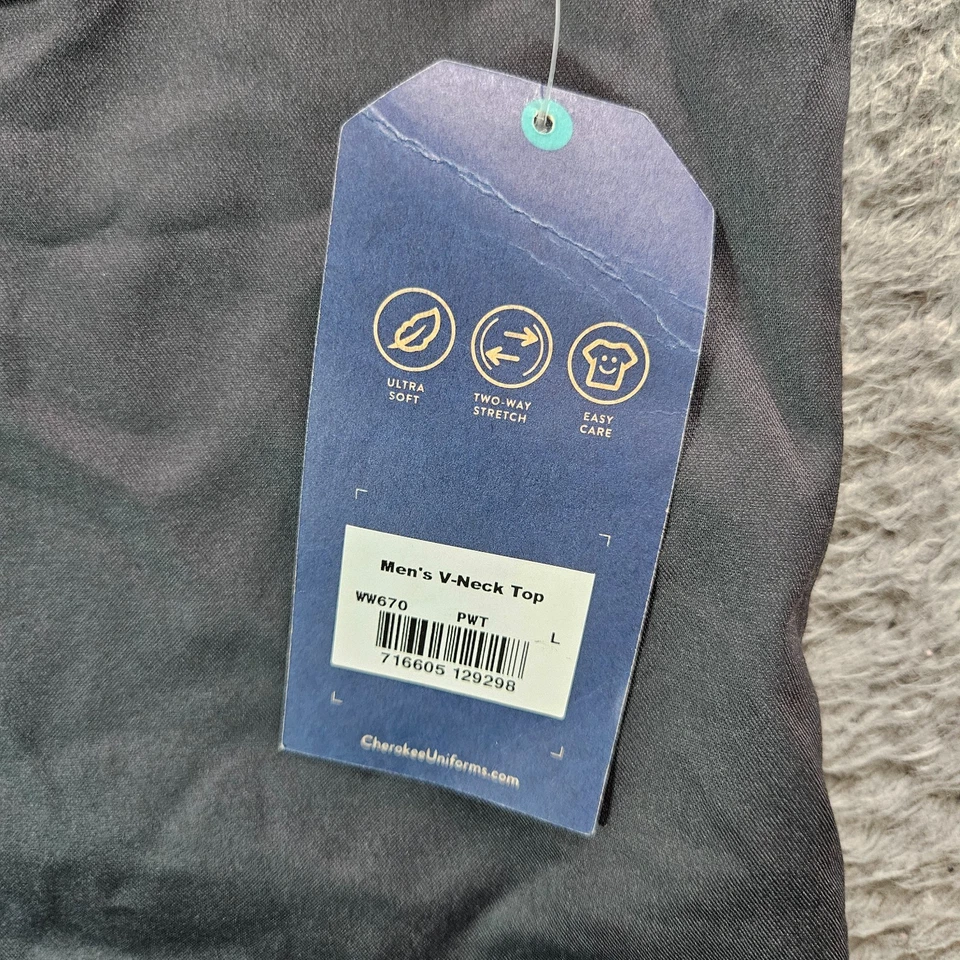 ULTRA
SOFT
TWO-WAY
STRETCH
EASY
CARE
Men's V-Neck Top
WW670 PWT L
716605 129298
CherokeeUniforms.com